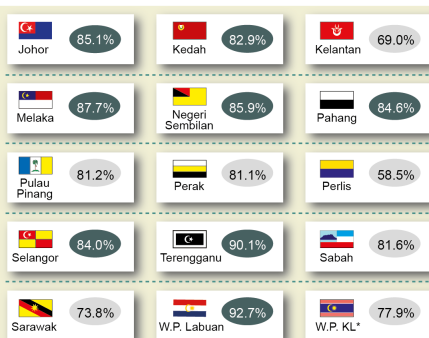 Johor 85.1%
Kedah 82.9%
Kelantan 69.0%
Melaka 87.7%
Negeri
Sembilan 85.9%
Pahang 84.6%
Pulau
Pinang 81.2%
Perak 81.1%
Perlis 58.5%
Selangor 84.0%
Terengganu 90.1%
Sabah 81.6%
Sarawak 73.8%
W.P. Labuan 92.7%
W.P. KL* 77.9%